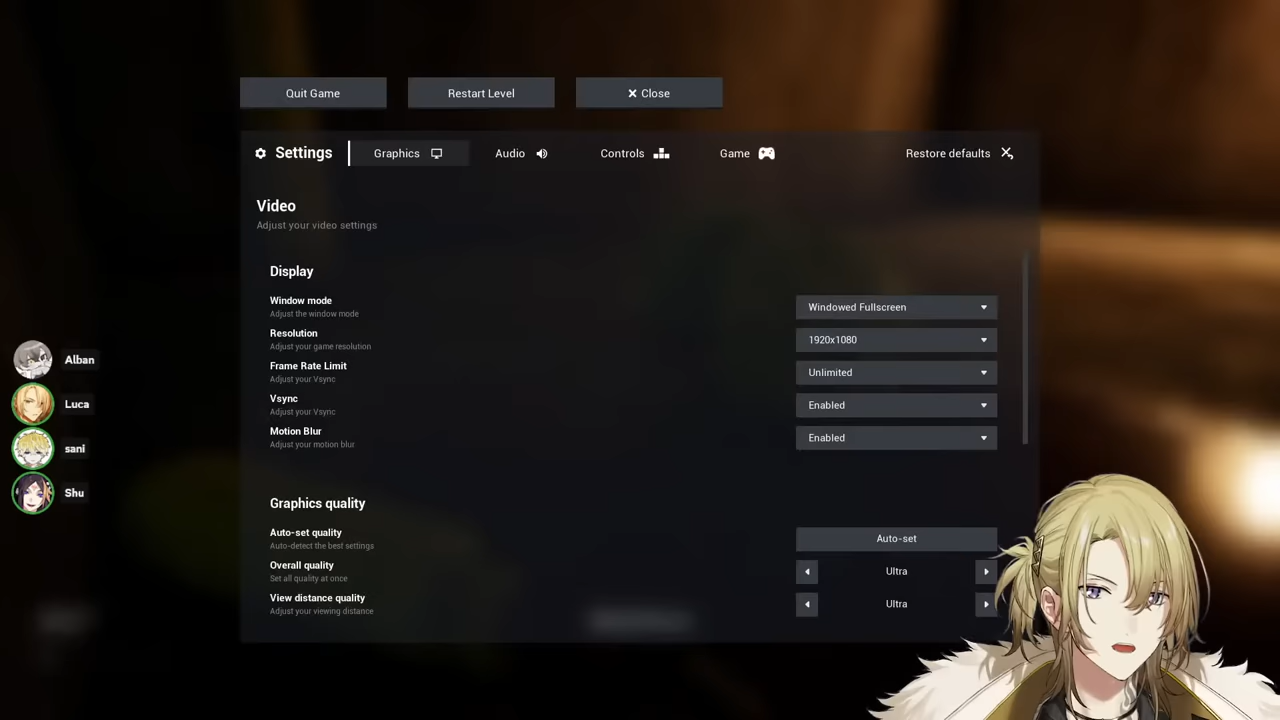 Quit Game
Restart Level
Close
Settings
Graphics
Audio
Controls
Game
Restore defaults
Video
Adjust your video settings
Display
Window mode
Adjust the window mode
Windowed Fullscreen
Resolution
Adjust your game resolution
1920x1080
Frame Rate Limit
Adjust your Vsync
Unlimited
Vsync
Adjust your Vsync
Enabled
Motion Blur
Adjust your motion blur
Enabled
Graphics quality
Auto-set quality
Auto-detect the best settings
Auto-set
Overall quality
Set all quality at once
Ultra
View distance quality
Adjust your viewing distance
Ultra
Alban
Luca
sani
Shu